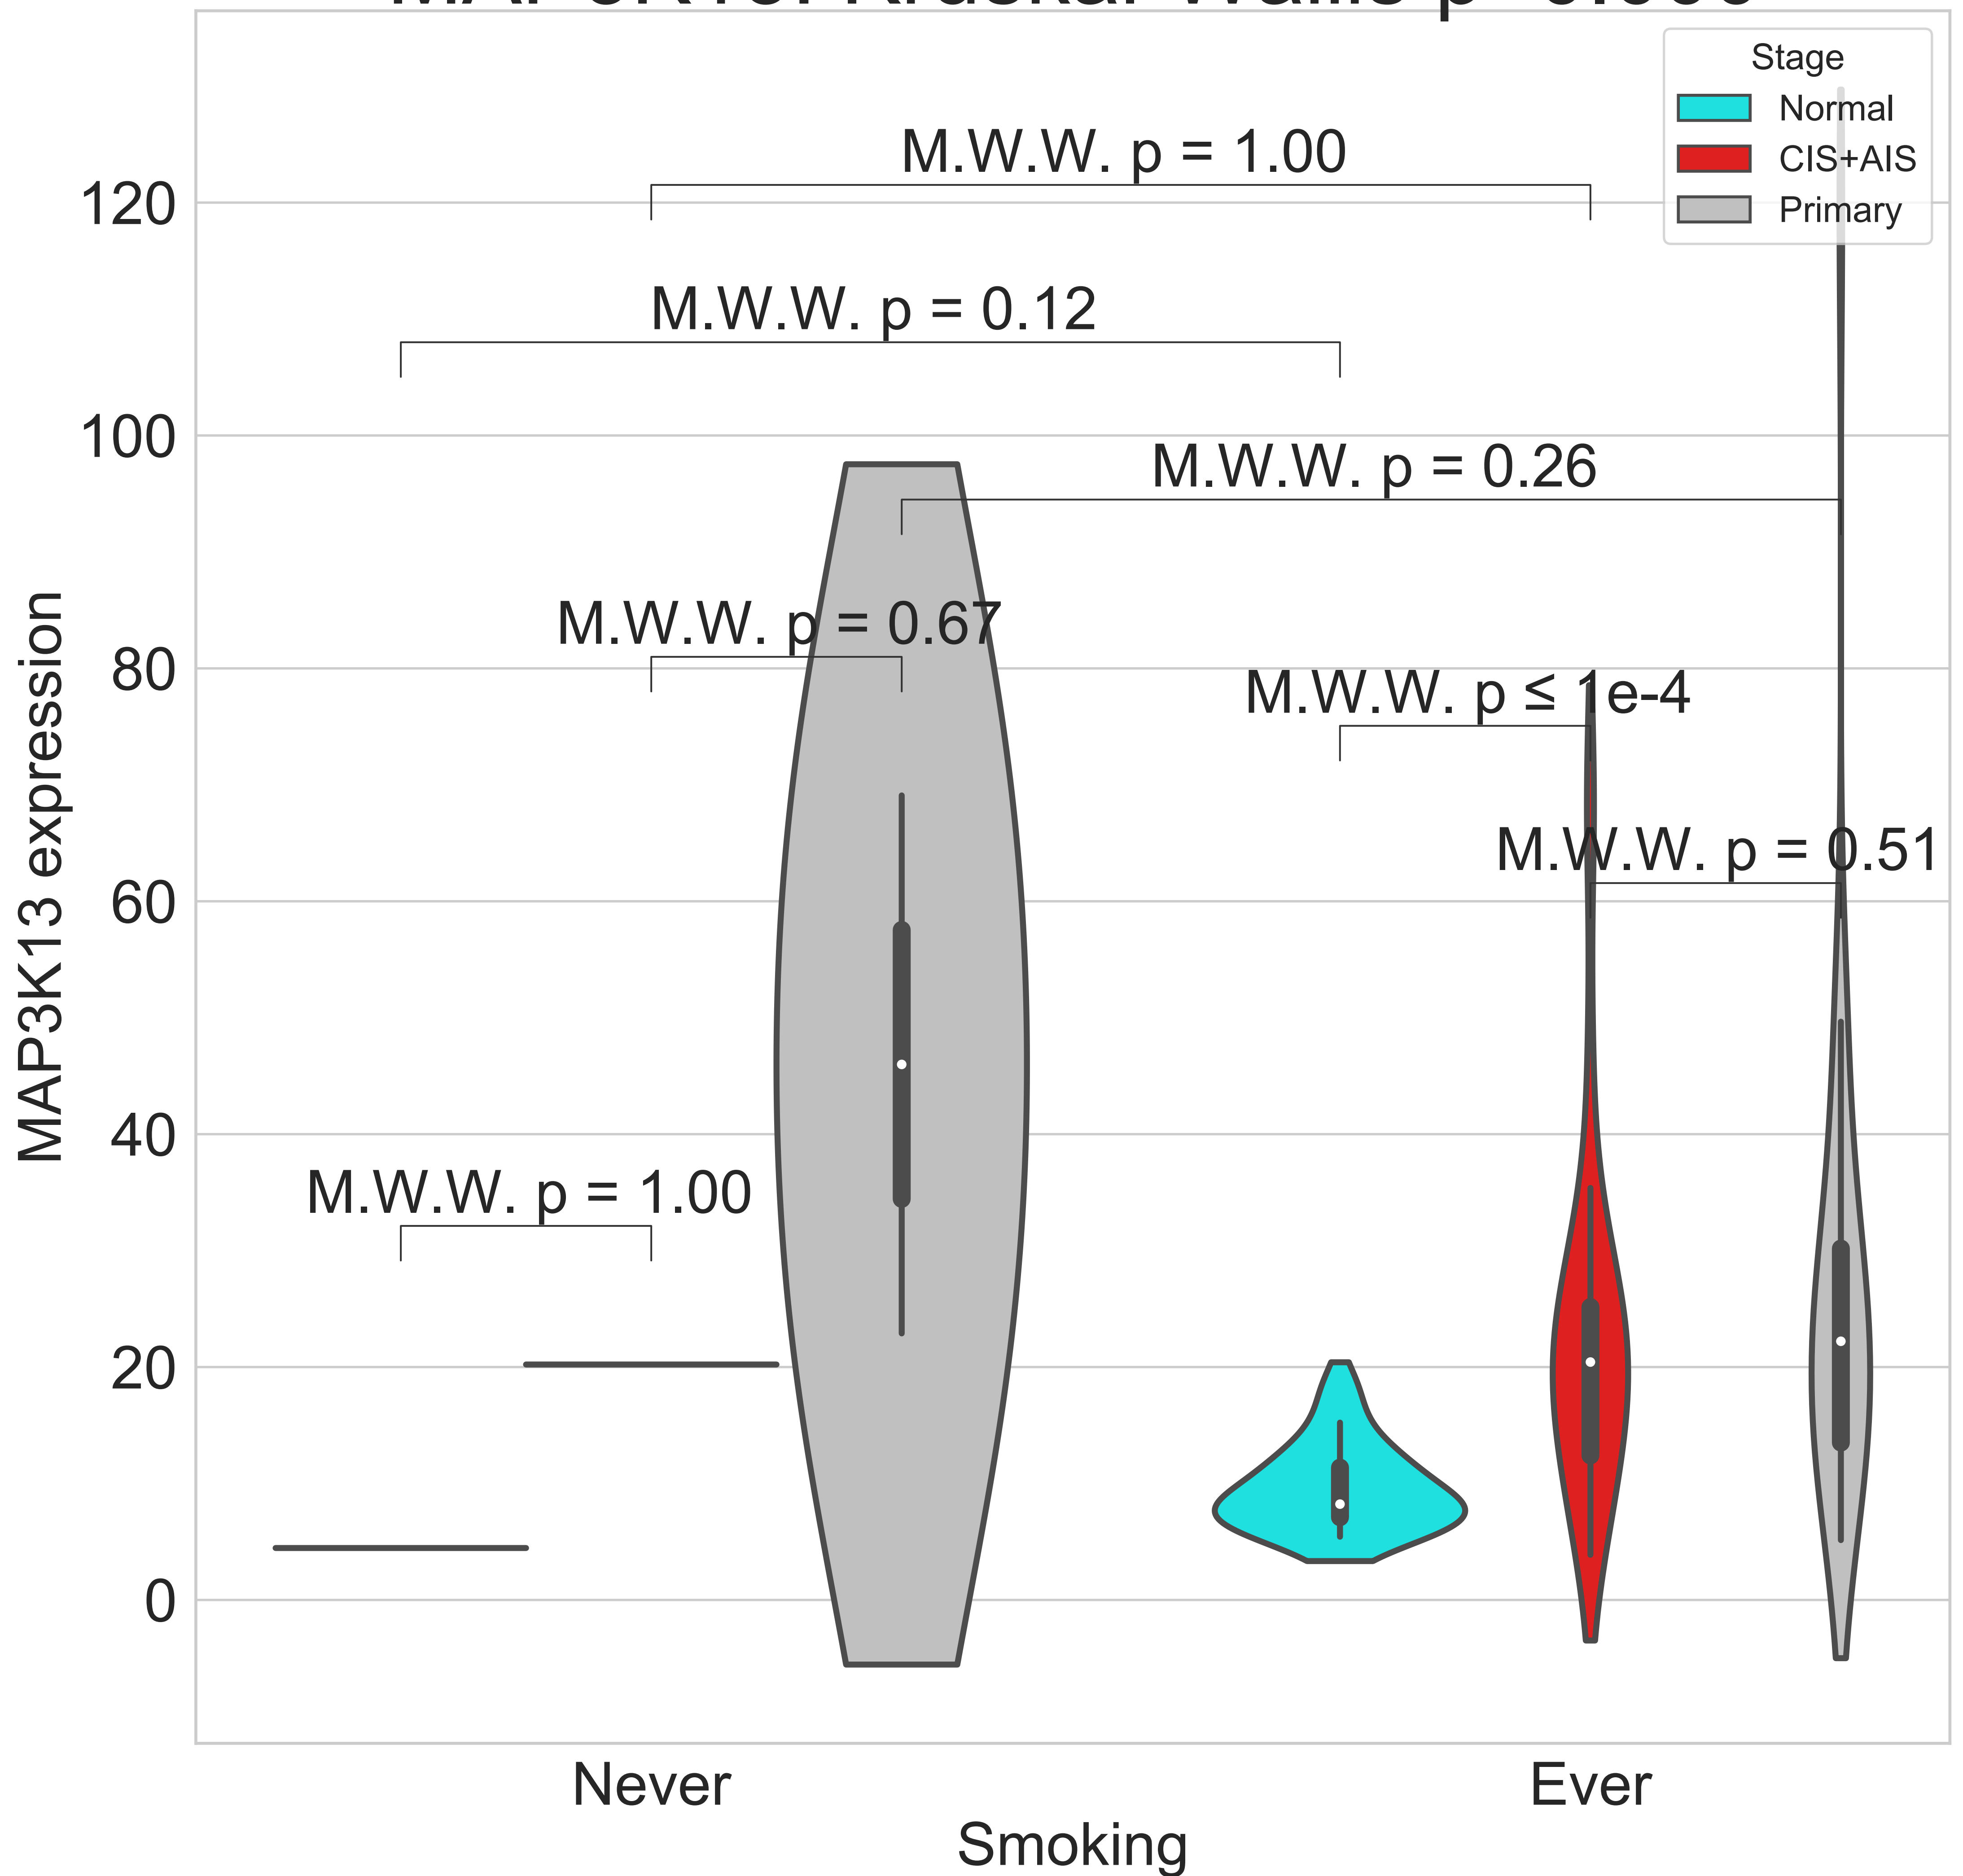 Stage
Normal
CIS+AIS
Primary
M.W.W. p = 1.00
M.W.W. p = 0.12
M.W.W. p = 0.26
M.W.W. p = 0.67
M.W.W. p ≤ 1e-4
M.W.W. p = 0.51
M.W.W. p = 1.00
120
100
80
60
40
20
0
MAP3K13 expression
Never
Ever
Smoking